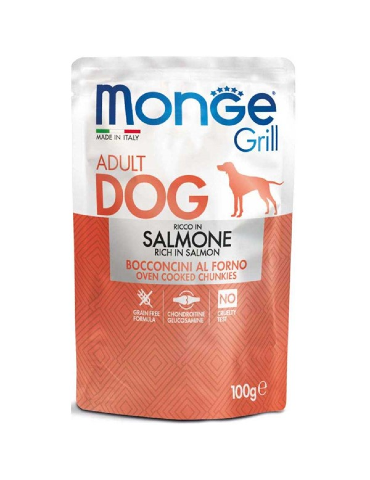 Monge
Grill
MADE IN ITALY
ADULT
DOG
RICCO IN
SALMONE
RICH IN SALMON
BOCCONCINI AL FORNO
OVEN COOKED CHUNKIES
GRAIN FREE
FORMULA
CHONDROITINE
GLUCOSAMINE
NO
CRUELTY
TEST
100g e